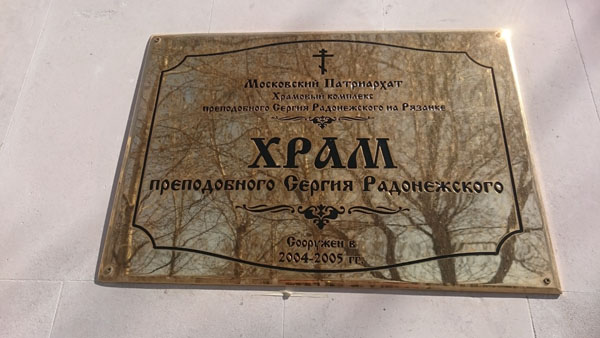 Московский Патриархат
Храмовый комплекс
преподобного Сергия Радонежского на Рязанке
ХРАМ
преподобного Сергия Радонежского
Сооружен в
2004-2005 гг.